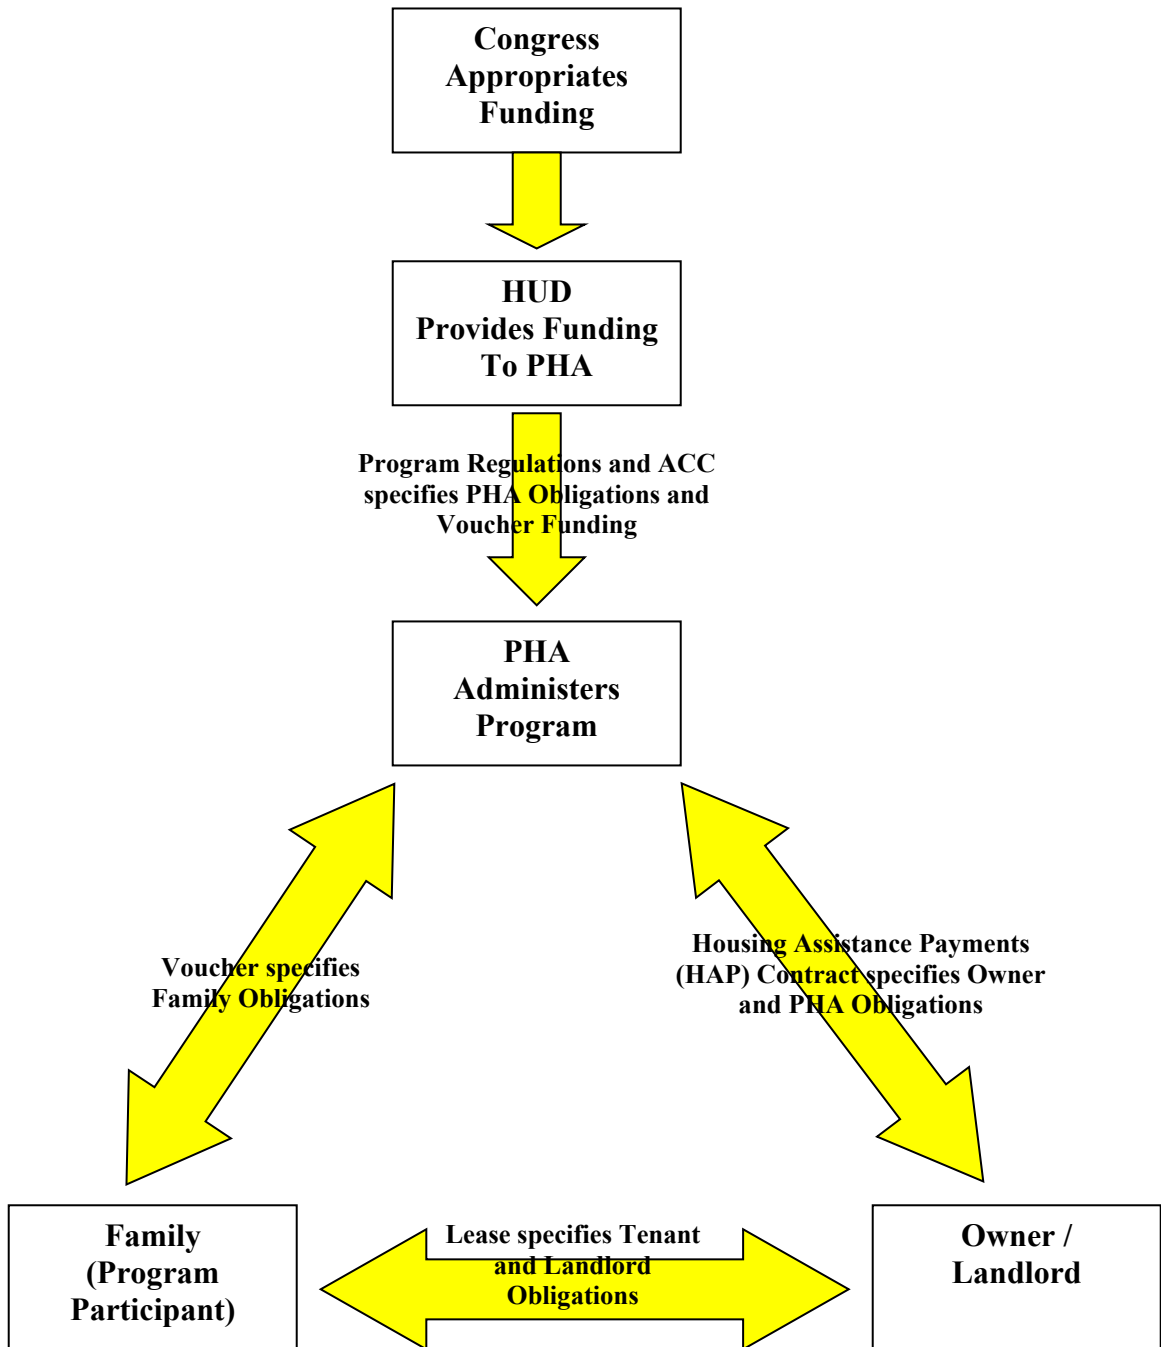 Congress
Appropriates
Funding
HUD
Provides Funding
To PHA
Program Regulations and ACC
specifies PHA Obligations and
Voucher Funding
PHA
Administers
Program
Voucher specifies
Family Obligations
Housing Assistance Payments
(HAP) Contract specifies Owner
and PHA Obligations
Family
(Program
Participant)
Lease specifies Tenant
and Landlord
Obligations
Owner /
Landlord